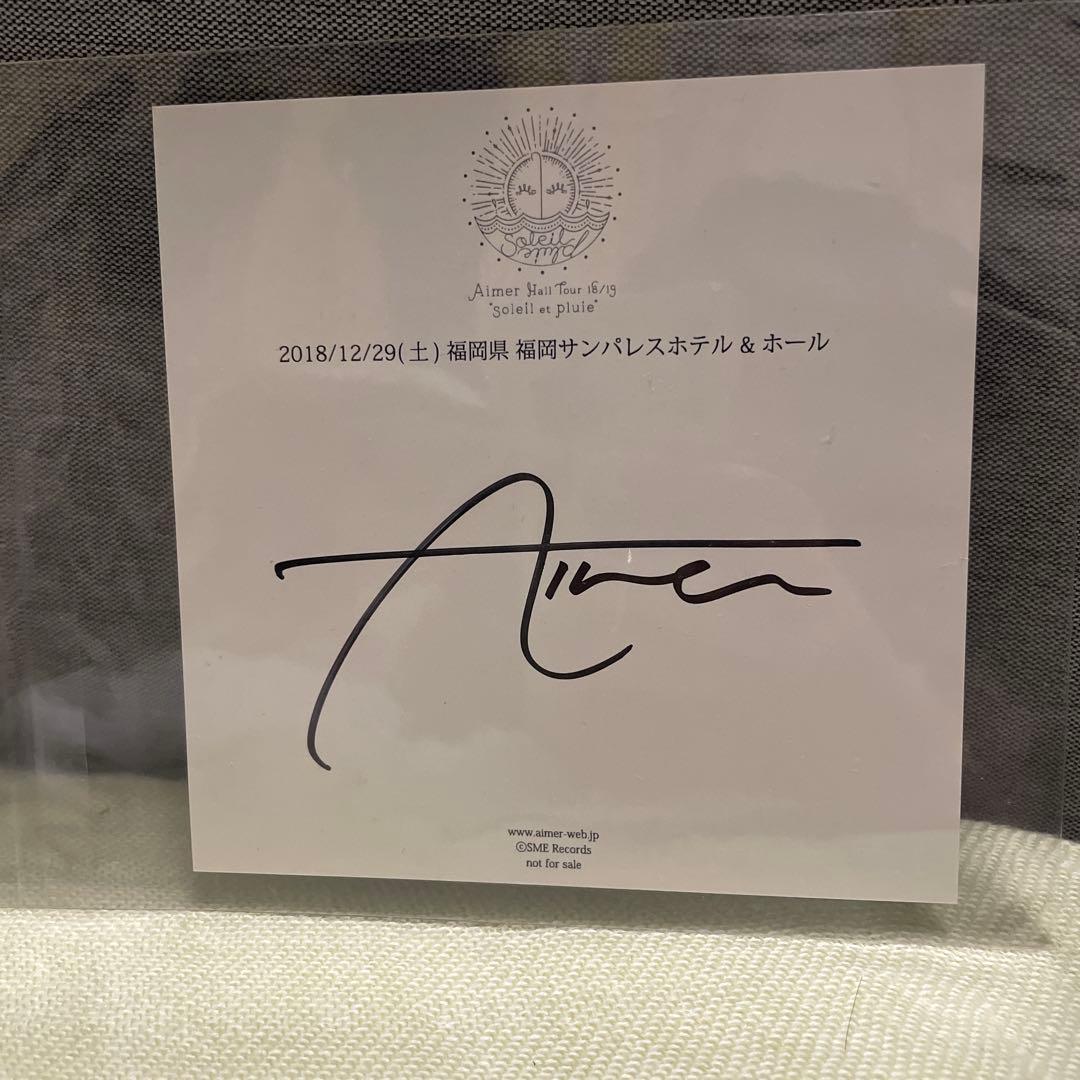 soleil
pluie
Aimer Hall Tour 18/19
"soleil et pluie"
2018/12/29(土) 福岡県 福岡サンパレスホテル & ホール
Aimer
www.aimer-web.jp
©SME Records
not for sale